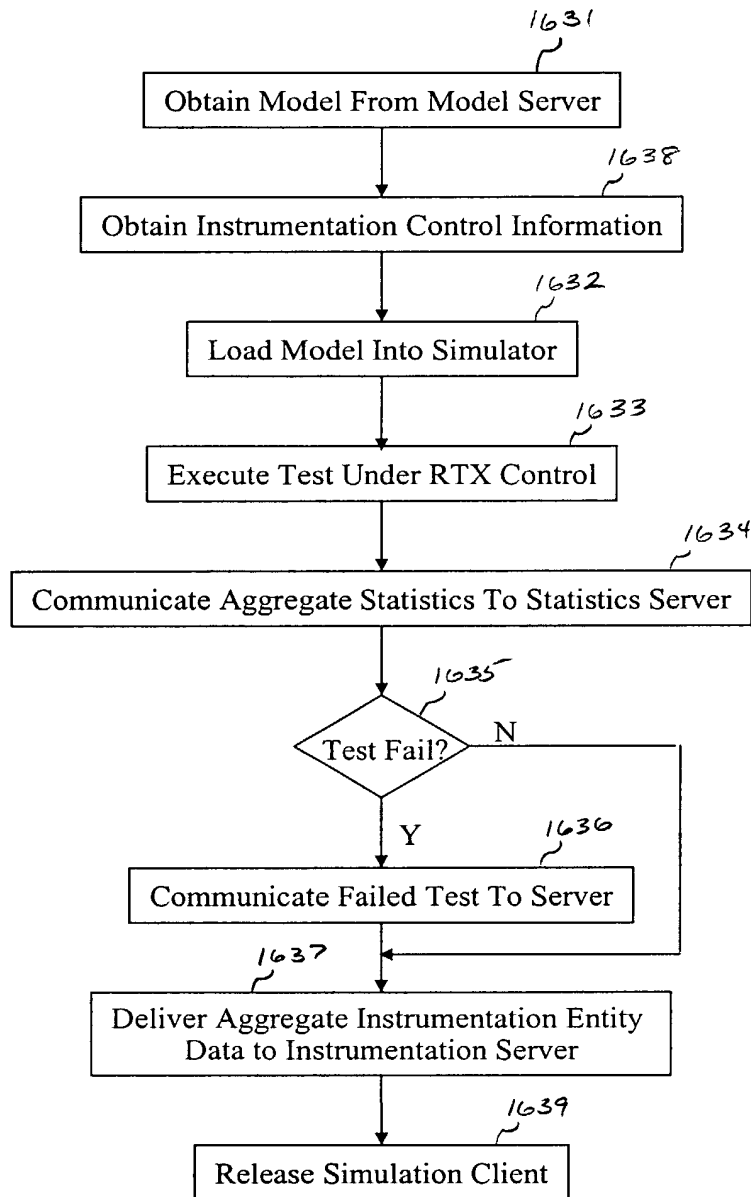 1631
Obtain Model From Model Server
1638
Obtain Instrumentation Control Information
1632
Load Model Into Simulator
1633
Execute Test Under RTX Control
1634
Communicate Aggregate Statistics To Statistics Server
1635
Test Fail?
N
Y
1636
Communicate Failed Test To Server
1637
Deliver Aggregate Instrumentation Entity
Data to Instrumentation Server
1639
Release Simulation Client